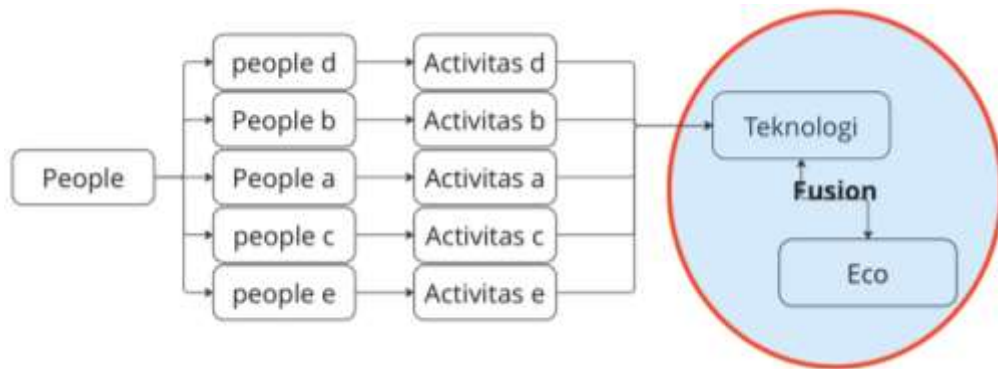 People
people d
People b
People a
people c
people e
Activitas d
Activitas b
Activitas a
Activitas c
Activitas e
Teknologi
Fusion
Eco